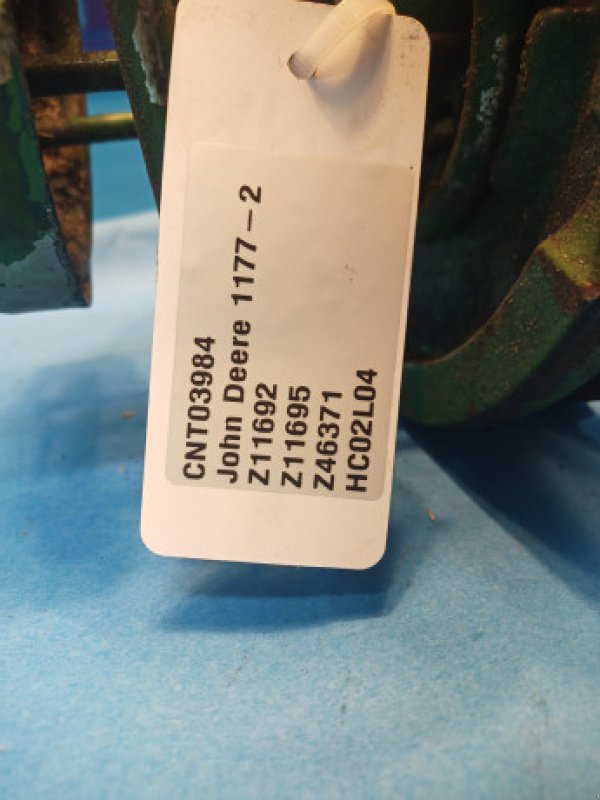 CNT03984
John Deere 1177-2
Z11692
Z11695
Z46371
HC02L04